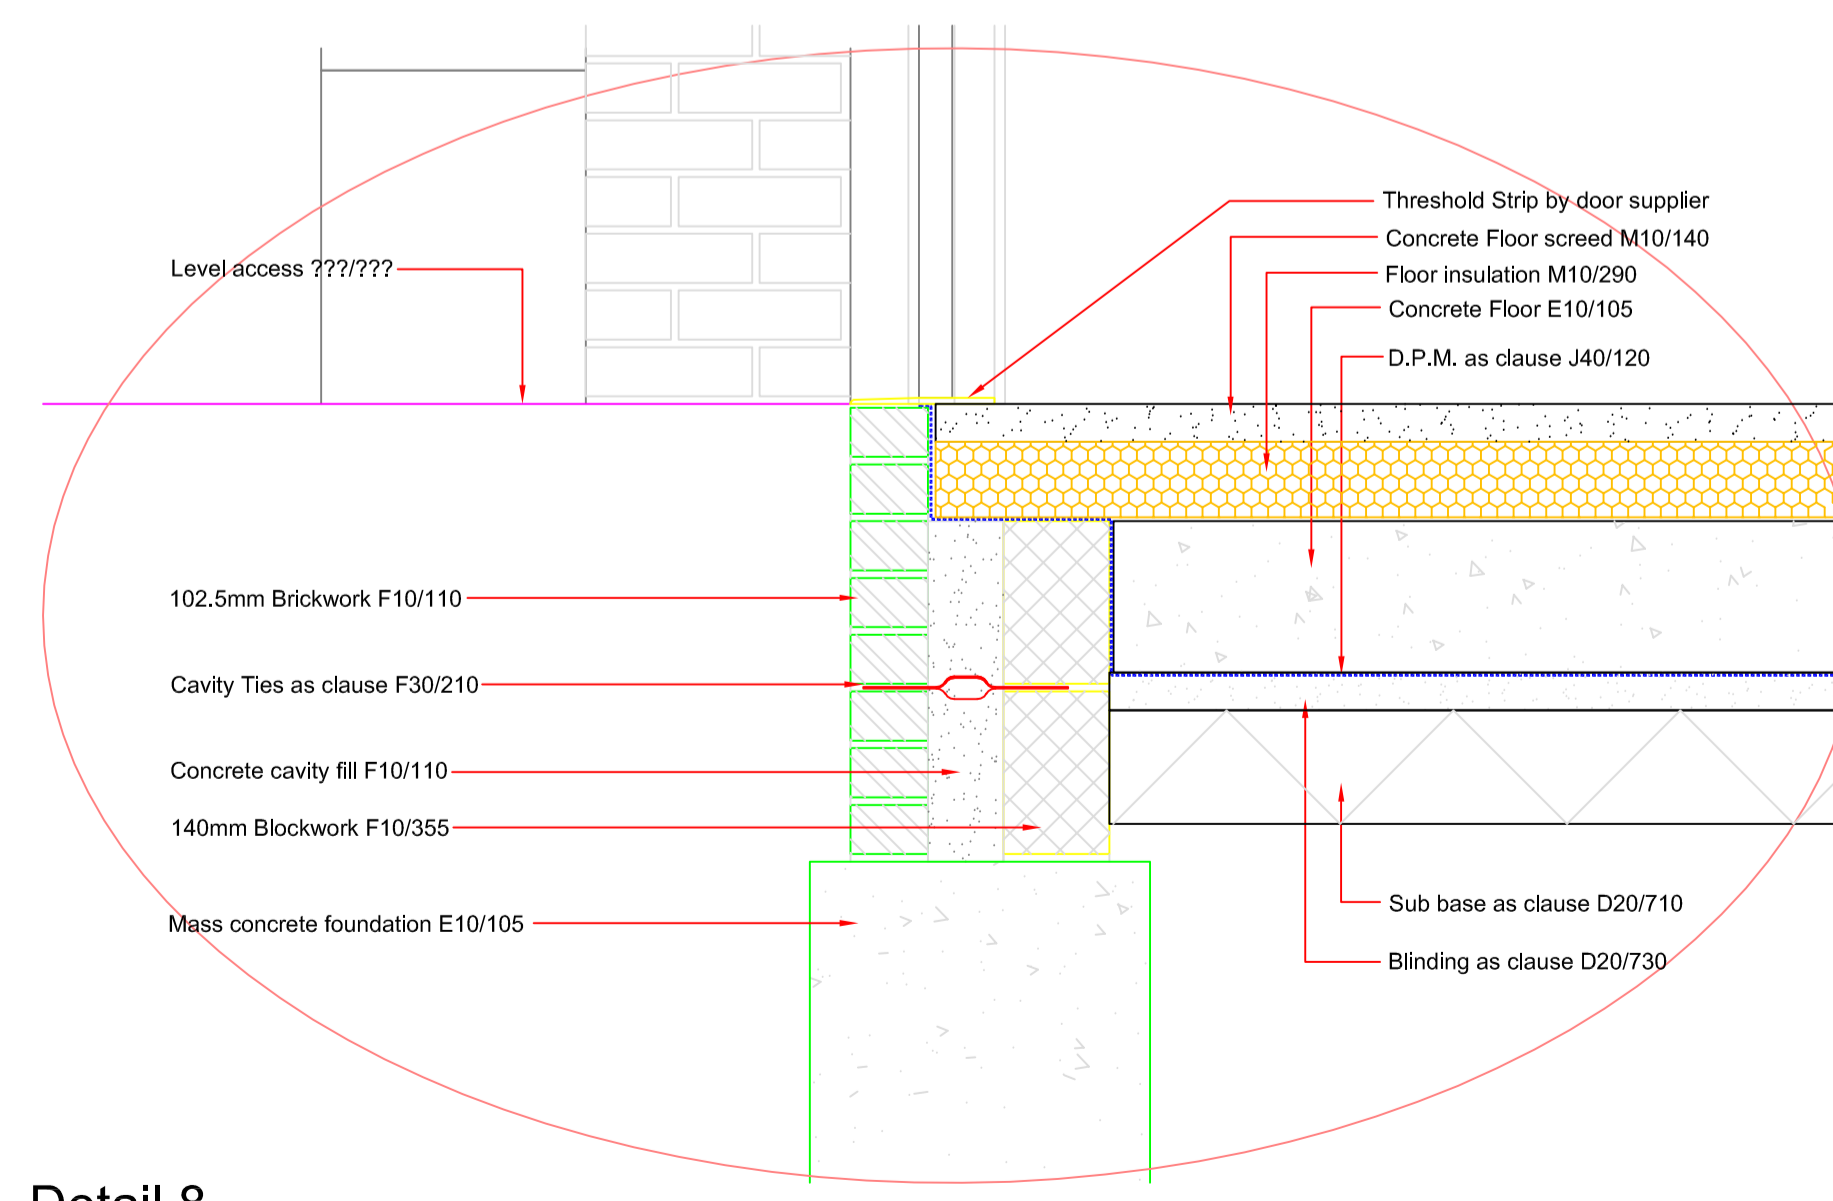 Threshold Strip by door supplier
Concrete Floor screed M10/140
Level access ???/???
Floor insulation M10/290
Concrete Floor E10/105
D.P.M. as clause J40/120
102.5mm Brickwork F10/110
Cavity Ties as clause F30/210
Concrete cavity fill F10/110
140mm Blockwork F10/355
Sub base as clause D20/710
Mass concrete foundation E10/105
Blinding as clause D20/730
Detail 8